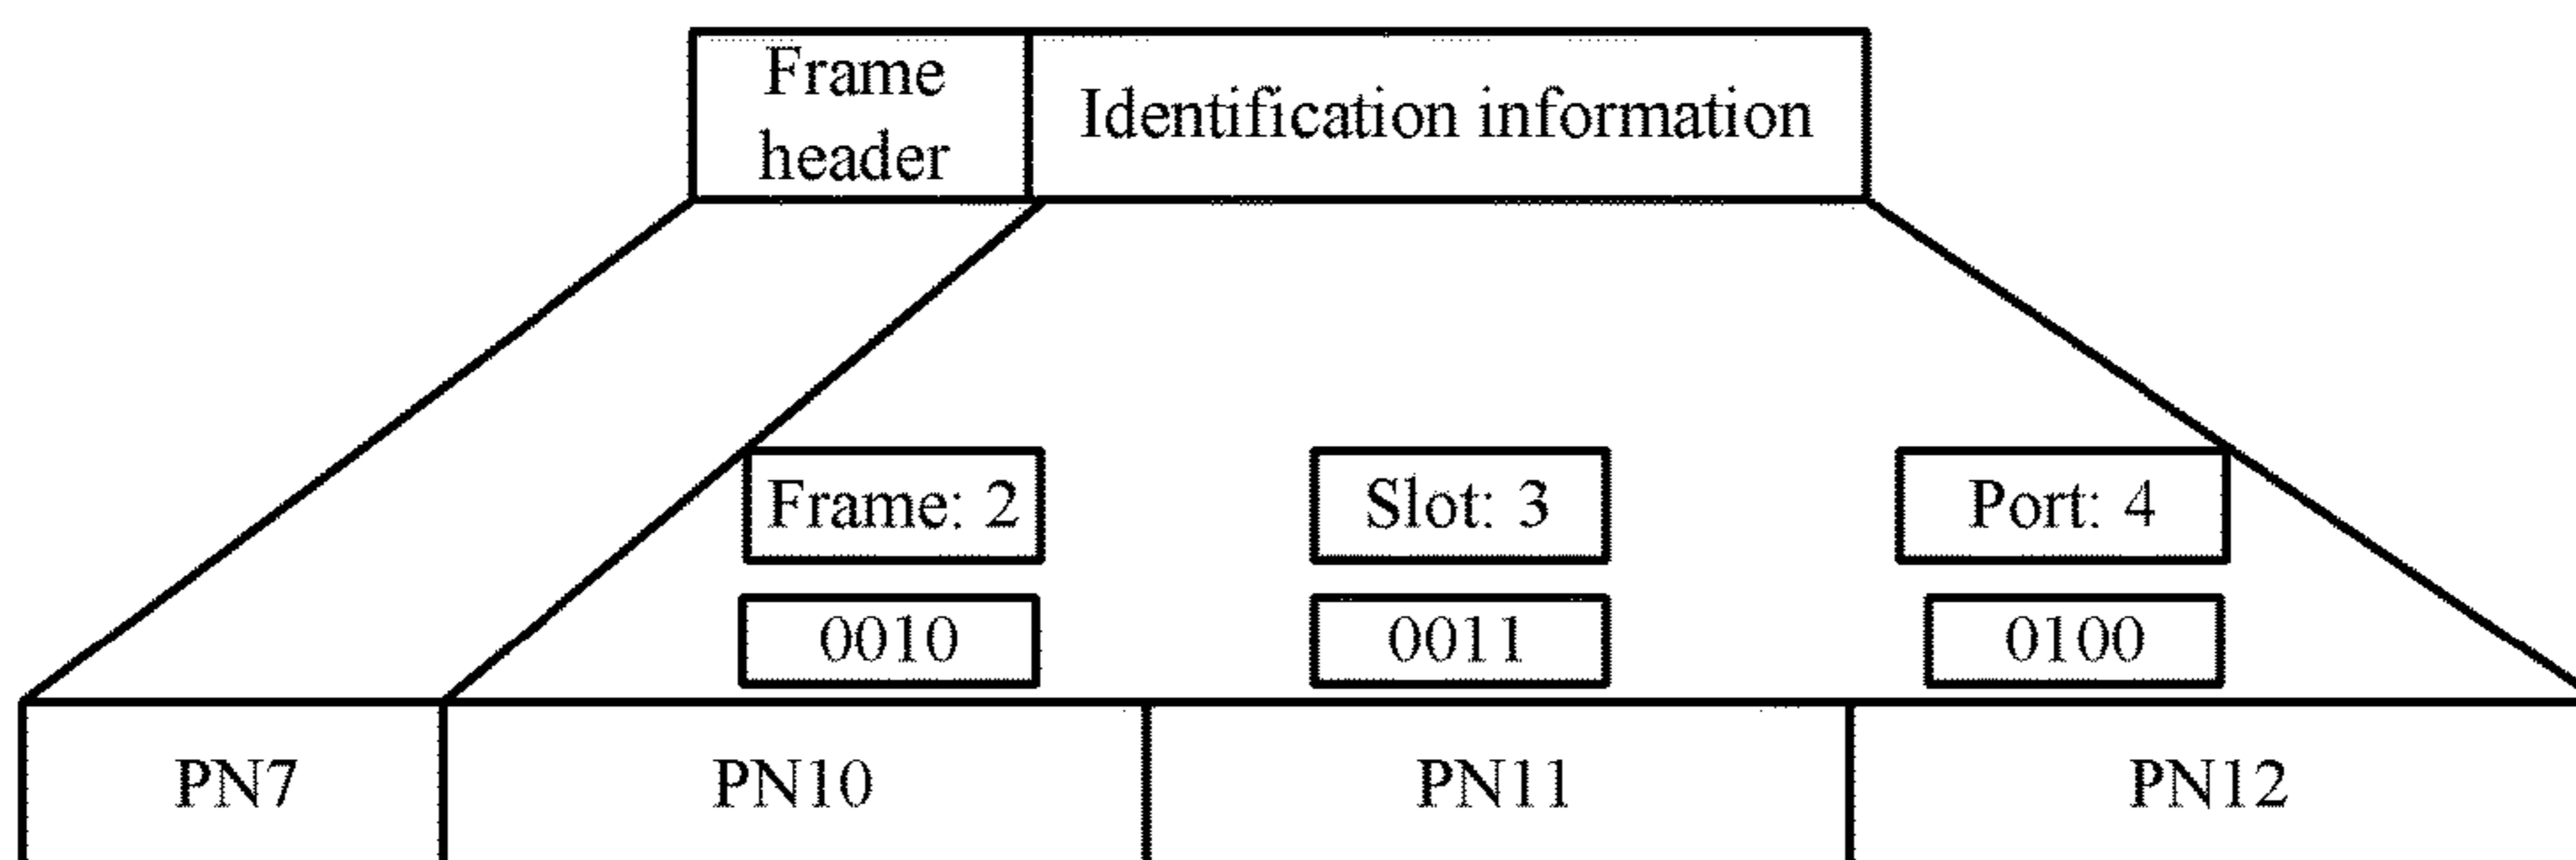 Frame
header
Identification information
Frame: 2
Slot: 3
Port: 4
0010
0011
0100
PN7
PN10
PN11
PN12